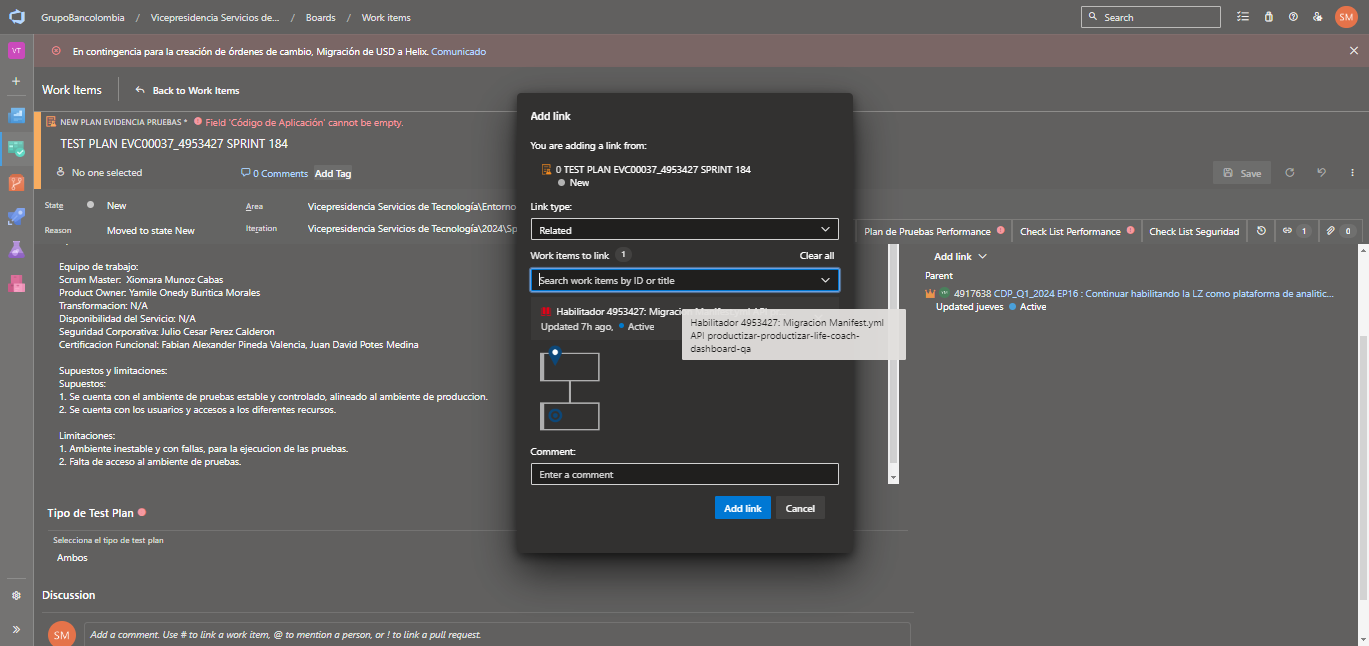 GrupoBancolombia / Vicepresidencia Servicios de... / Boards / Work items
Search
SM
VT
En contingencia para la creación de órdenes de cambio, Migración de USD a Helix. Comunicado
Work Items
Back to Work Items
NEW PLAN EVIDENCIA PRUEBAS *
Field 'Código de Aplicación' cannot be empty.
TEST PLAN EVC00037_4953427 SPRINT 184
No one selected
0 Comments
Add Tag
Save
State
New
Area
Vicepresidencia Servicios de Tecnología\Entorno
Reason
Moved to state New
Iteration
Vicepresidencia Servicios de Tecnología\2024\Sp
Plan de Pruebas Performance
Check List Performance
Check List Seguridad
1
0
Equipo de trabajo:
Scrum Master: Xiomara Munoz Cabas
Product Owner: Yamile Onedy Buritica Morales
Transformacion: N/A
Disponibilidad del Servicio: N/A
Seguridad Corporativa: Julio Cesar Perez Calderon
Certificacion Funcional: Fabian Alexander Pineda Valencia, Juan David Potes Medina
Supuestos y limitaciones:
Supuestos:
1. Se cuenta con el ambiente de pruebas estable y controlado, alineado al ambiente de produccion.
2. Se cuenta con los usuarios y accesos a los diferentes recursos.
Limitaciones:
1. Ambiente inestable y con fallas, para la ejecucion de las pruebas.
2. Falta de acceso al ambiente de pruebas.
Tipo de Test Plan
Selecciona el tipo de test plan
Ambos
Discussion
SM
Add a comment. Use # to link a work item, @ to mention a person, or ! to link a pull request.
Add link
You are adding a link from:
0 TEST PLAN EVC00037_4953427 SPRINT 184
New
Link type:
Related
Work items to link 1
Clear all
Search work items by ID or title
Habilitador 4953427: Migracion Manifest.yml API
Updated 7h ago, Active
Habilitador 4953427: Migracion Manifest.yml
API productizar-productizar-life-coach-
dashboard-qa
Comment:
Enter a comment
Add link
Cancel
Add link
Parent
4917638 CDP_Q1_2024 EP16 : Continuar habilitando la LZ como plataforma de analitic...
Updated jueves Active